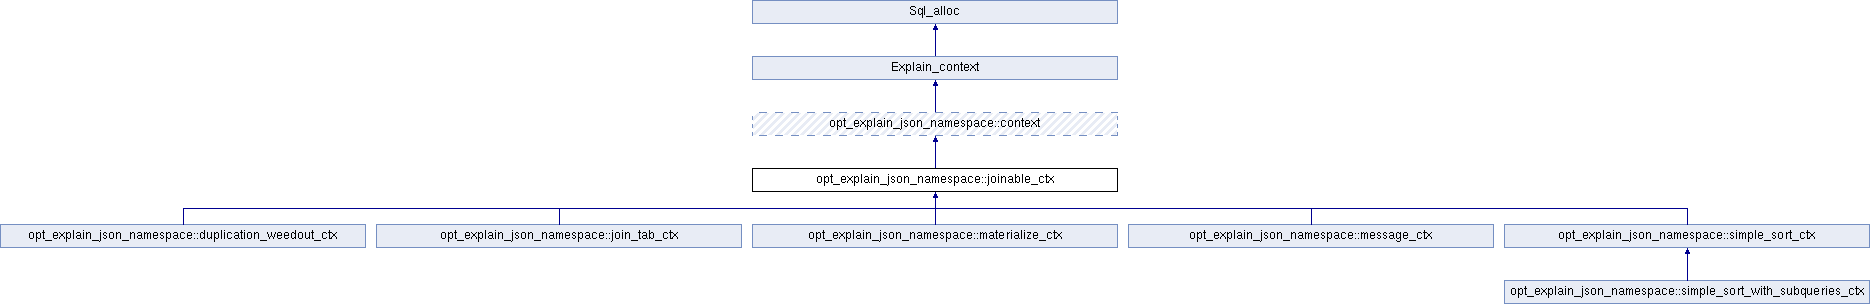 Sql_alloc
Explain_context
opt_explain_json_namespace::context
opt_explain_json_namespace::joinable_ctx
opt_explain_json_namespace::duplication_weedout_ctx
opt_explain_json_namespace::join_tab_ctx
opt_explain_json_namespace::materialize_ctx
opt_explain_json_namespace::message_ctx
opt_explain_json_namespace::simple_sort_ctx
opt_explain_json_namespace::simple_sort_with_subqueries_ctx